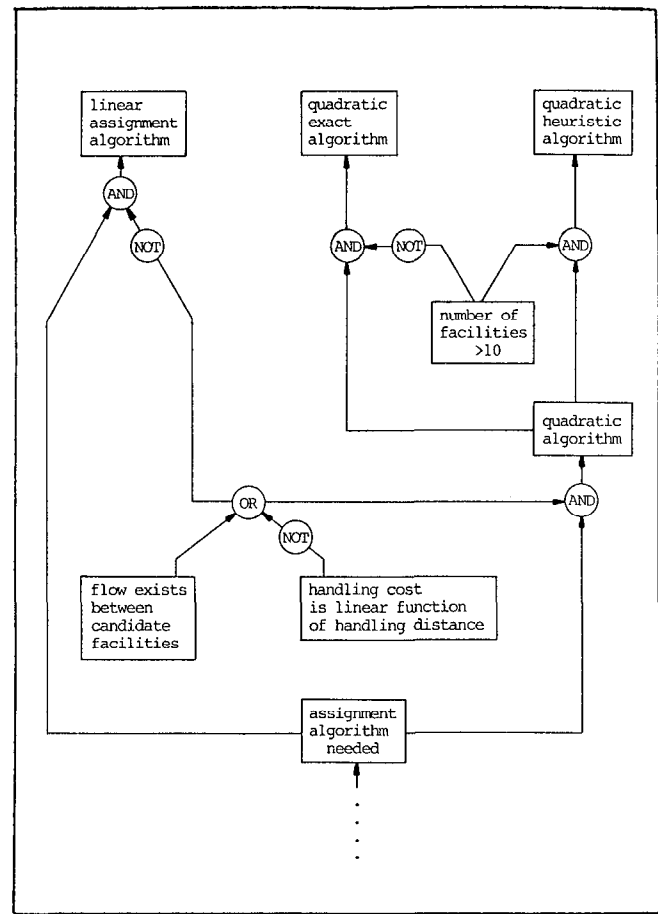 linear
assignment
algorithm
quadratic
exact
algorithm
quadratic
heuristic
algorithm
AND
NOT
AND
NOT
AND
number of
facilities
>10
quadratic
algorithm
OR
AND
NOT
flow exists
between
candidate
facilities
handling cost
is linear function
of handling distance
assignment
algorithm
needed